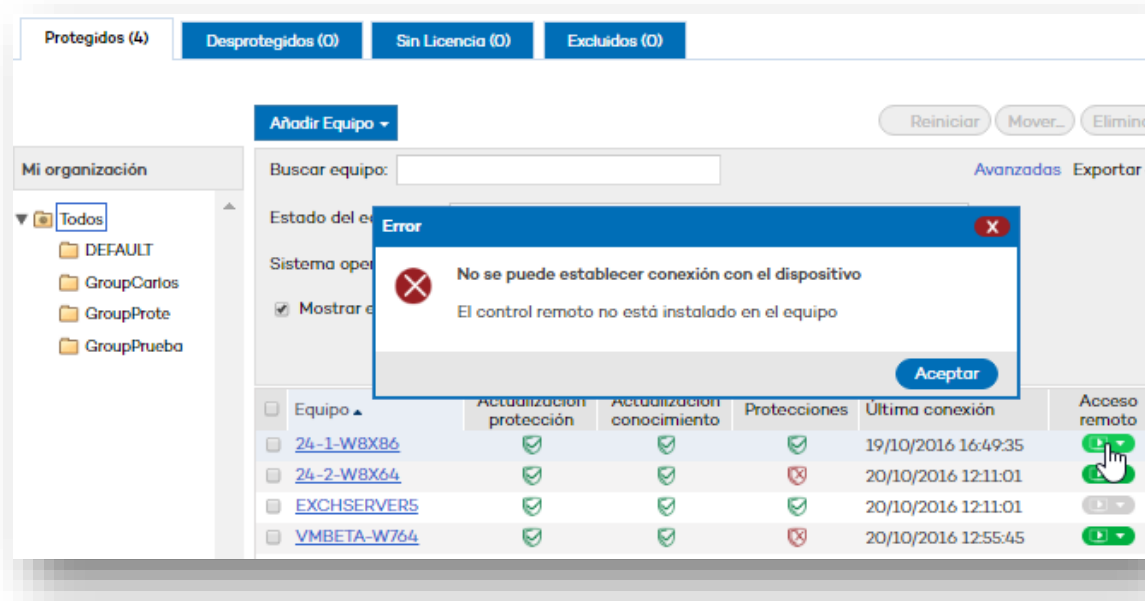 Protegidos (4) Desprotegidos (0) Sin Licencia (0) Excluidos (0)
Añadir Equipo Reiniciar Mover...
Mi organización
Buscar equipo: Avanzadas Exportar
Todos
DEFAULT
GroupCarlos
GroupProte
GroupPrueba
Estado del
Sistema
Mostrar
Error
X
No se puede establecer conexión con el dispositivo
El control remoto no está instalado en el equipo
Aceptar
Equipo Actualización protección Actualización conocimiento Protecciones Última conexión Acceso remoto
24-1-W8X86 19/10/2016 16:49:35
24-2-W8X64 20/10/2016 12:11:01
EXCHSERVER5 20/10/2016 12:11:01
VMBETA-W764 20/10/2016 12:55:45